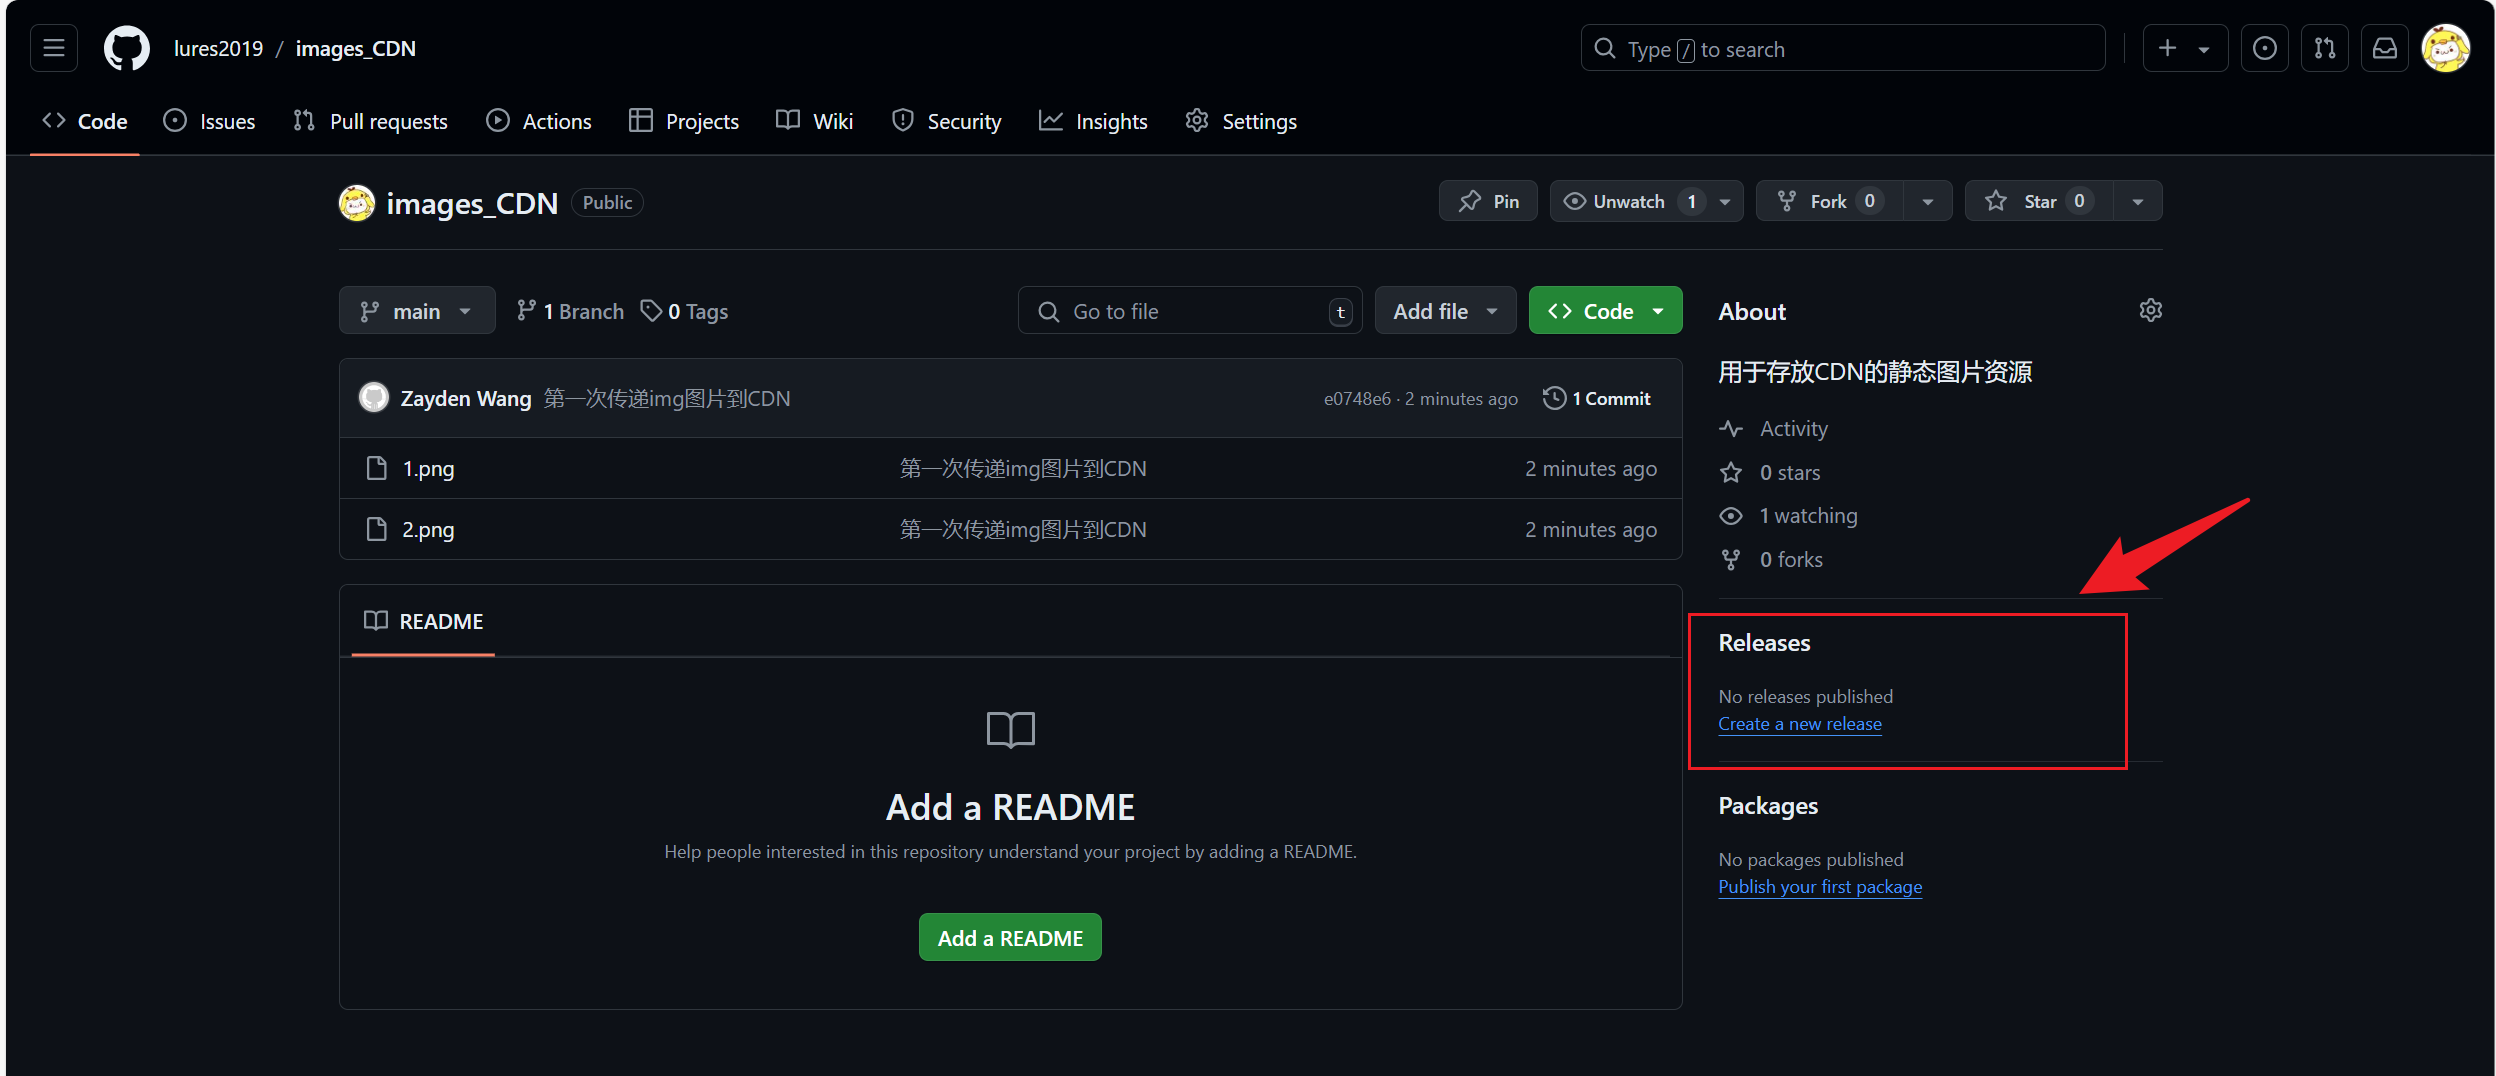 lures2019 / images_CDN
Type / to search
Code Issues Pull requests Actions Projects Wiki Security Insights Settings
images_CDN Public
Pin Unwatch 1 Fork 0 Star 0
main 1 Branch 0 Tags Go to file t Add file Code
Zayden Wang 第一次传递img图片到CDN e0748e6 · 2 minutes ago 1 Commit
1.png 第一次传递img图片到CDN 2 minutes ago
2.png 第一次传递img图片到CDN 2 minutes ago
README
Add a README
Help people interested in this repository understand your project by adding a README.
Add a README
About
用于存放CDN的静态图片资源
Activity
0 stars
1 watching
0 forks
Releases
No releases published
Create a new release
Packages
No packages published
Publish your first package